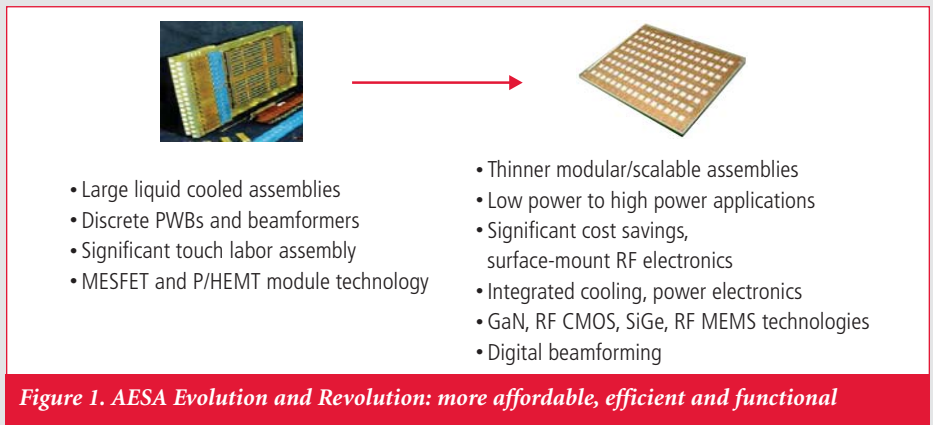 • Large liquid cooled assemblies
• Discrete PWBs and beamformers
• Significant touch labor assembly
• MESFET and P/HEMT module technology
• Thinner modular/scalable assemblies
• Low power to high power applications
• Significant cost savings,
surface-mount RF electronics
• Integrated cooling, power electronics
• GaN, RF CMOS, SiGe, RF MEMS technologies
• Digital beamforming
Figure 1. AESA Evolution and Revolution: more affordable, efficient and functional